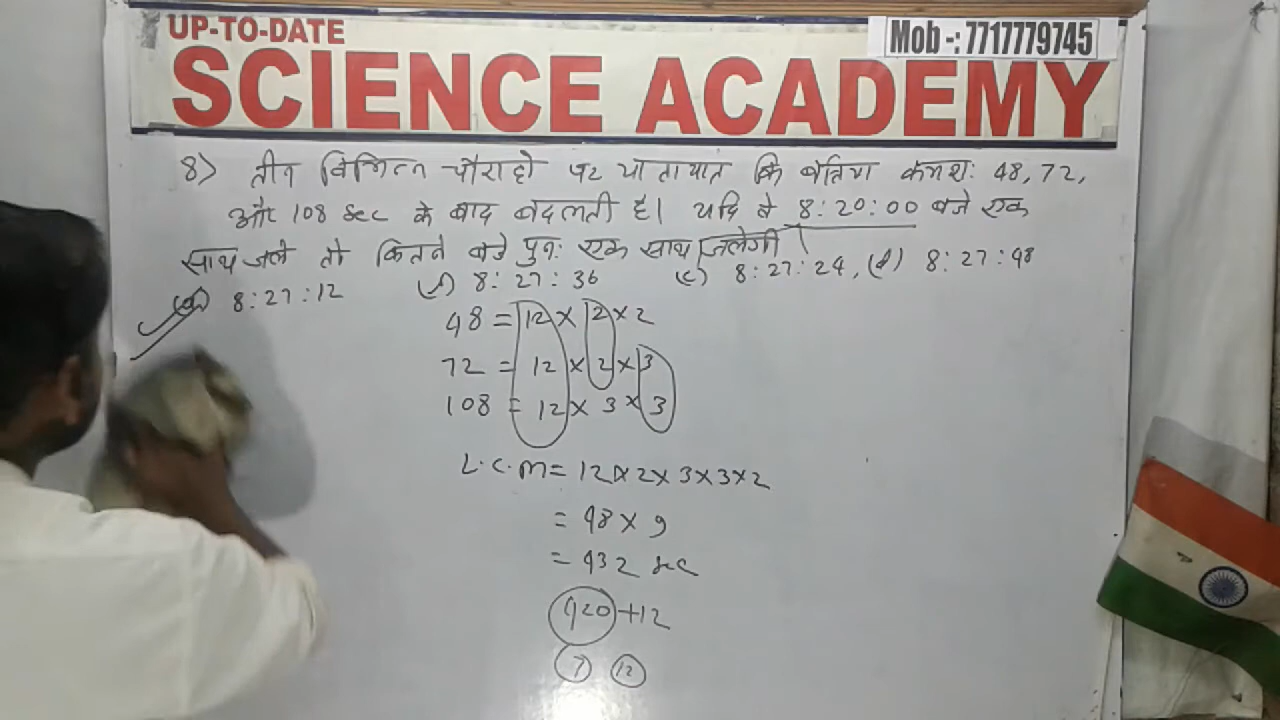 UP-TO-DATE
SCIENCE ACADEMY
Mob -: 7717779745
8> तीन विभिन्न चौराहो पर यातायात कि बत्तिया क्रमश: 48, 72,
और 108 sec के बाद बदलती है। यदि वे 8:20:00 बजे एक
साथ जले तो कितने बजे पुन: एक साथ जलेगी
(a) 8:27:12 8:27:36 (c) 8:27:24, (d) 8:27:48
48 = 12 × 2 × 2
72 = 12 × 2 × 3
108 = 12 × 3 × 3
L.C.M = 12 × 2 × 3 × 3 × 2
= 48 × 9
= 432 sec
420 + 12
7 12